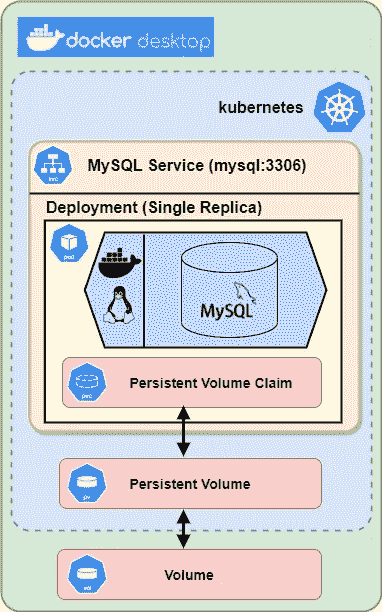 docker desktop
kubernetes
MySQL Service (mysql:3306)
Deployment (Single Replica)
pod
MySQL
Persistent Volume Claim
pvc
Persistent Volume
pv
Volume
vol